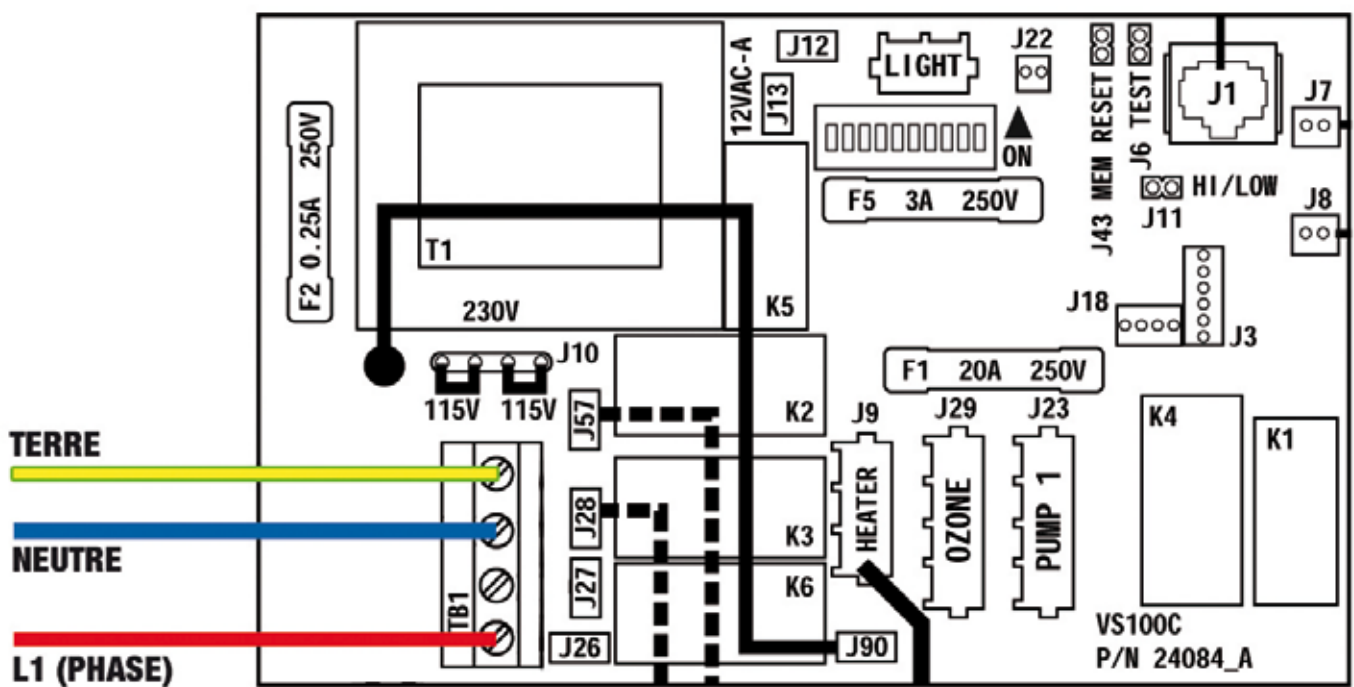 J12
LIGHT
J22
12VAC-A
J13
J43 MEM RESET
J6 TEST
J1
J7
ON
F2 0.25A 250V
F5 3A 250V
HI/LOW
J11
J8
T1
230V
K5
J18
J3
J10
115V 115V
F1 20A 250V
J57
K2
J9
J29
J23
K4
K1
TERRE
NEUTRE
L1 (PHASE)
TB1
J28
K3
HEATER
OZONE
PUMP 1
J27
K6
J26
J90
VS100C
P/N 24084_A